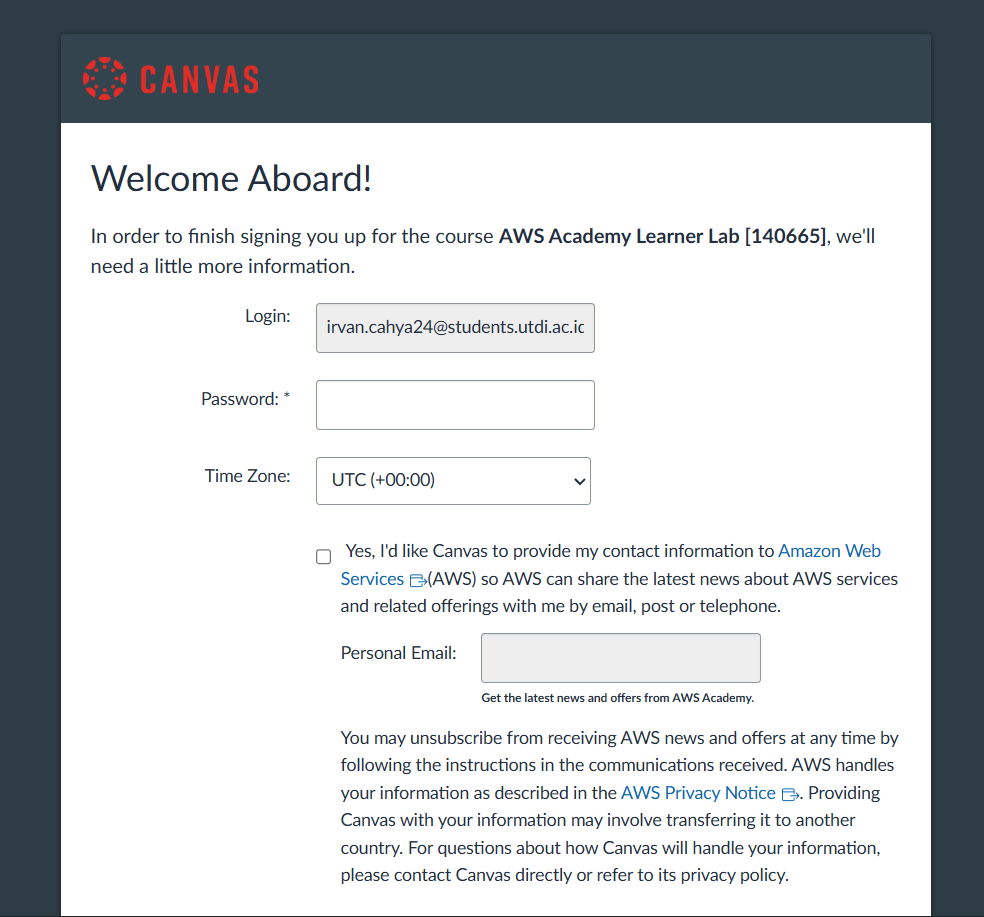 CANVAS
Welcome Aboard!
In order to finish signing you up for the course AWS Academy Learner Lab [140665], we'll
need a little more information.
Login:
irvan.cahya24@students.utdi.ac.ic
Password: *
Time Zone:
UTC (+00:00)
Yes, I'd like Canvas to provide my contact information to Amazon Web
Services (AWS) so AWS can share the latest news about AWS services
and related offerings with me by email, post or telephone.
Personal Email:
Get the latest news and offers from AWS Academy.
You may unsubscribe from receiving AWS news and offers at any time by
following the instructions in the communications received. AWS handles
your information as described in the AWS Privacy Notice . Providing
Canvas with your information may involve transferring it to another
country. For questions about how Canvas will handle your information,
please contact Canvas directly or refer to its privacy policy.